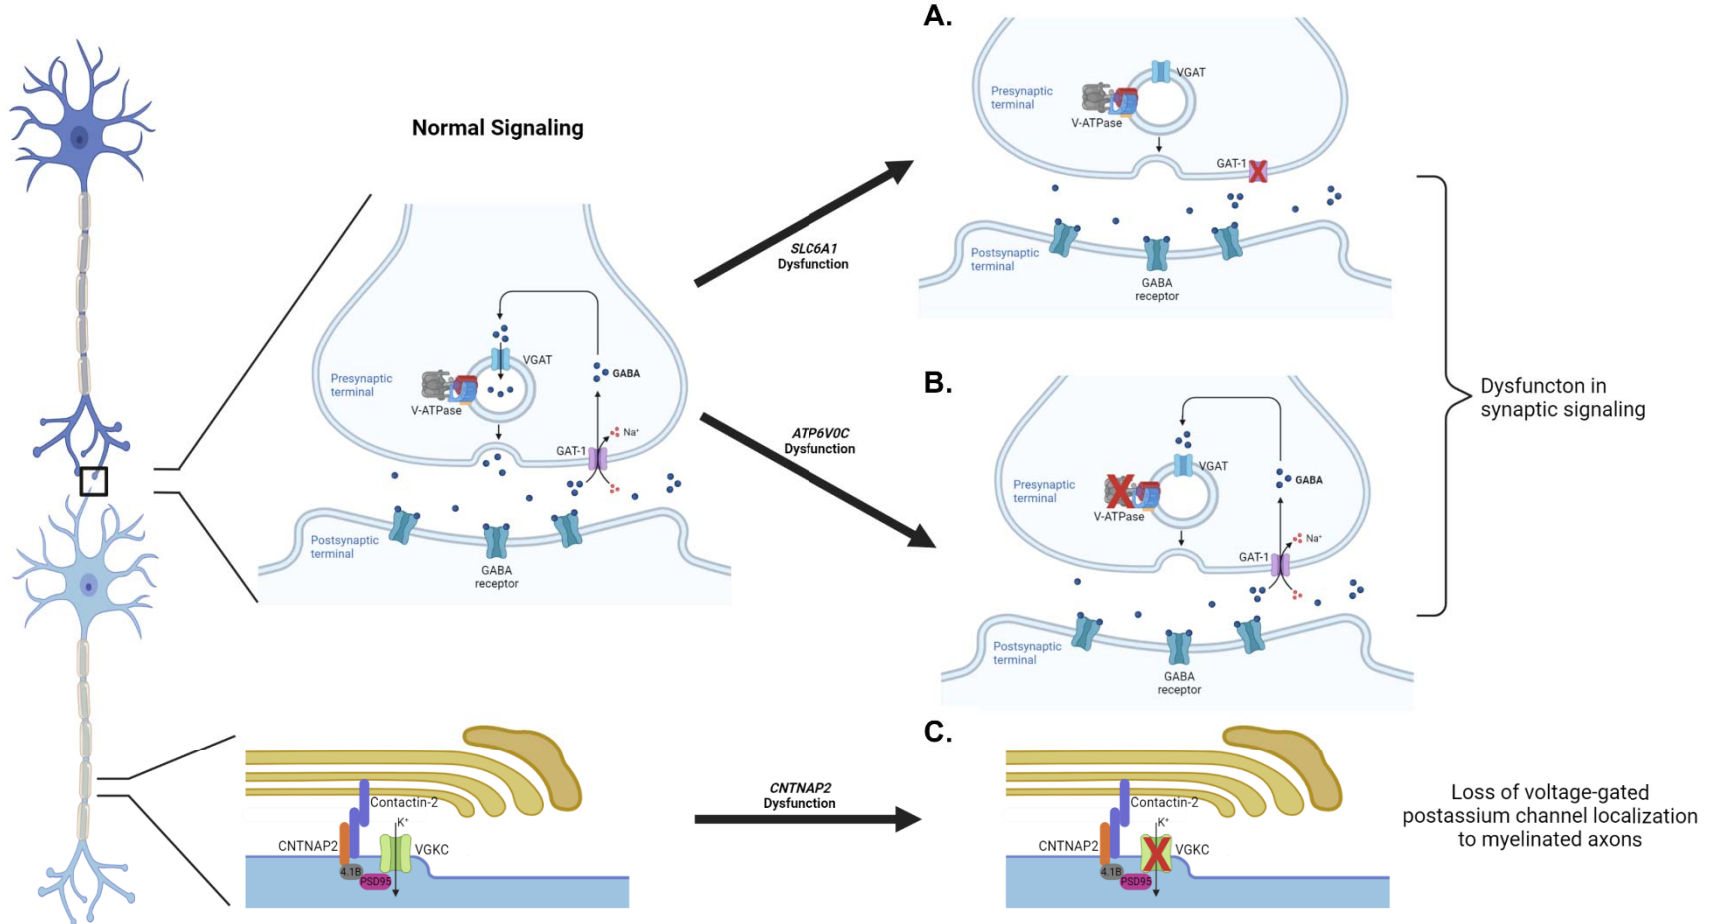 Normal Signaling
Presynaptic
terminal
VGAT
V-ATPase
GABA
Na⁺
GAT-1
Postsynaptic
terminal
GABA
receptor
SLC6A1
Dysfunction
ATP6V0C
Dysfunction
A.
Presynaptic
terminal
VGAT
V-ATPase
GAT-1
X
Postsynaptic
terminal
GABA
receptor
B.
Presynaptic
terminal
VGAT
X
V-ATPase
GABA
Na⁺
GAT-1
Postsynaptic
terminal
GABA
receptor
Dysfuncton in
synaptic signaling
Contactin-2
K⁺
CNTNAP2
VGKC
4.1B
PSD95
CNTNAP2
Dysfunction
C.
Contactin-2
K⁺
CNTNAP2
X
VGKC
4.1B
PSD95
Loss of voltage-gated
postassium channel localization
to myelinated axons